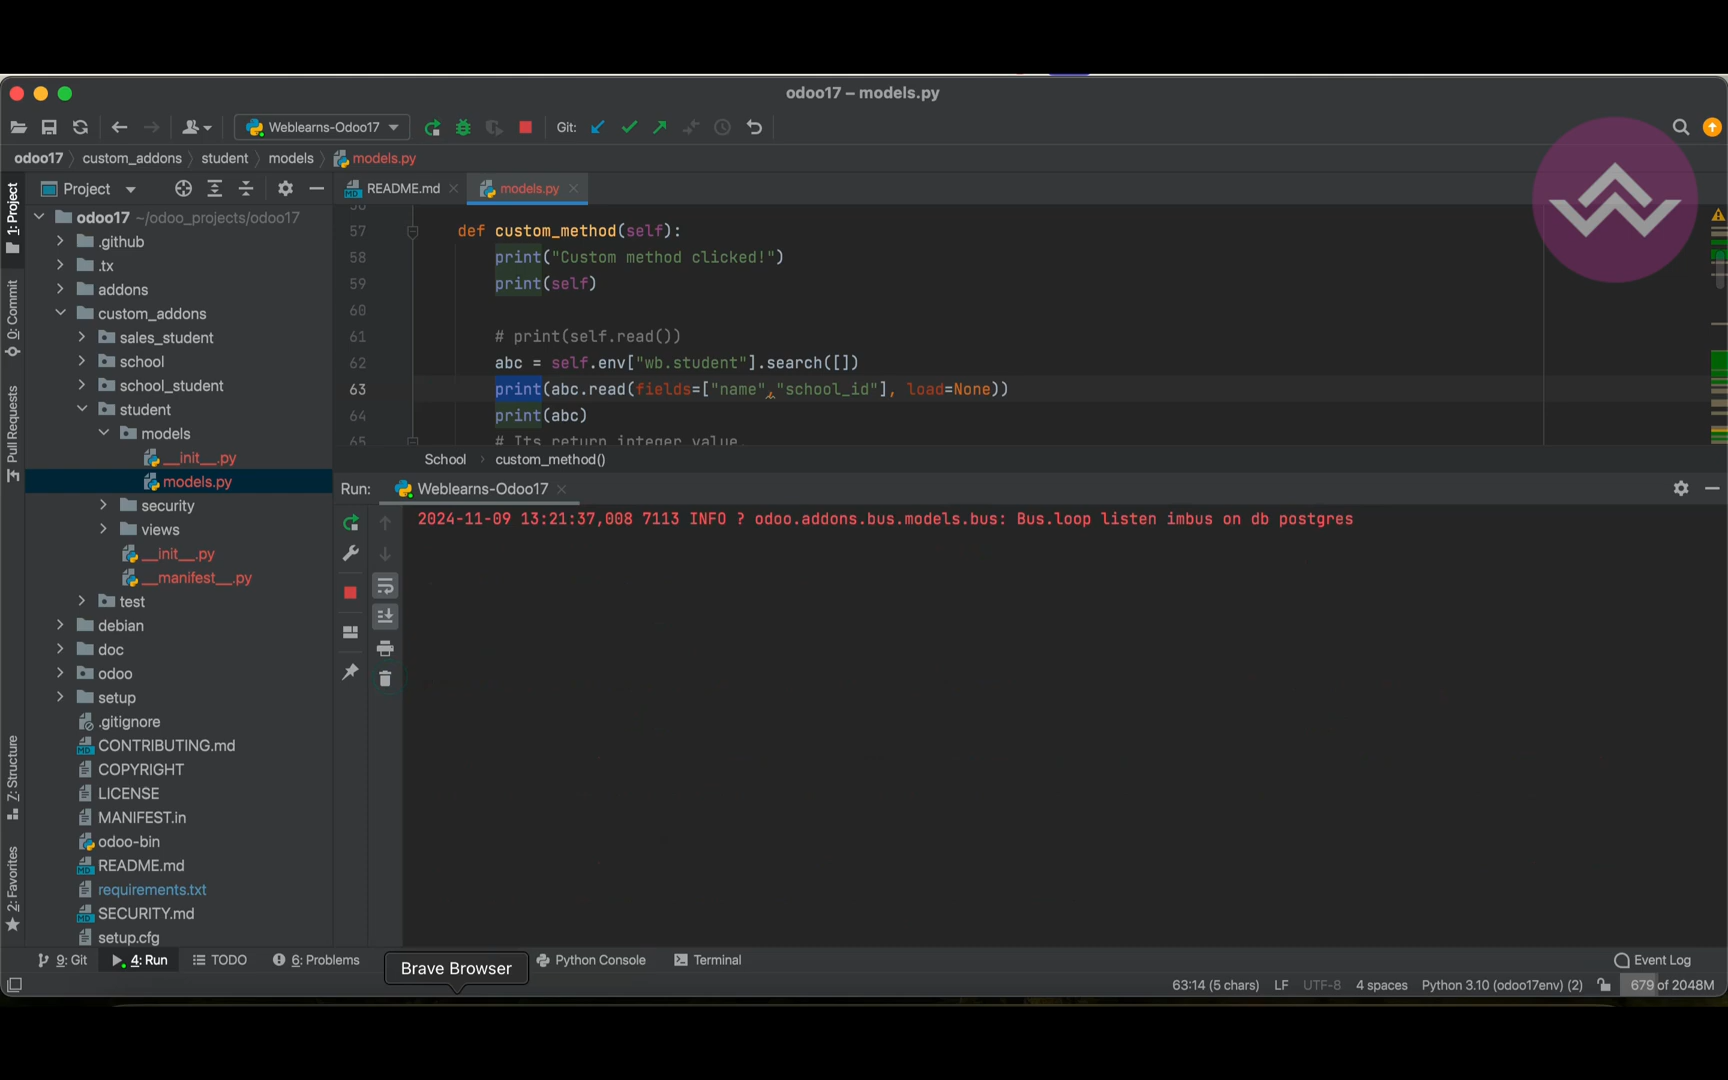 odoo17 – models.py
Weblearns-Odoo17
Git:
odoo17 custom_addons student models models.py
1: Project
0: Commit
Pull Requests
7: Structure
2: Favorites
Project
odoo17 ~/odoo_projects/odoo17
.github
.tx
addons
custom_addons
sales_student
school
school_student
student
models
__init__.py
models.py
security
views
__init__.py
__manifest__.py
test
debian
doc
odoo
setup
.gitignore
CONTRIBUTING.md
COPYRIGHT
LICENSE
MANIFEST.in
odoo-bin
README.md
requirements.txt
SECURITY.md
setup.cfg
README.md models.py
56
57 def custom_method(self):
58 print("Custom method clicked!")
59 print(self)
60
61 # print(self.read())
62 abc = self.env["wb.student"].search([])
63 print(abc.read(fields=["name","school_id"], load=None))
64 print(abc)
65 # Its return integer value.
School custom_method()
Run: Weblearns-Odoo17
2024-11-09 13:21:37,008 7113 INFO ? odoo.addons.bus.models.bus: Bus.loop listen imbus on db postgres
9: Git 4: Run TODO 6: Problems Brave Browser Python Console Terminal Event Log
63:14 (5 chars) LF UTF-8 4 spaces Python 3.10 (odoo17env) (2) 679 of 2048M